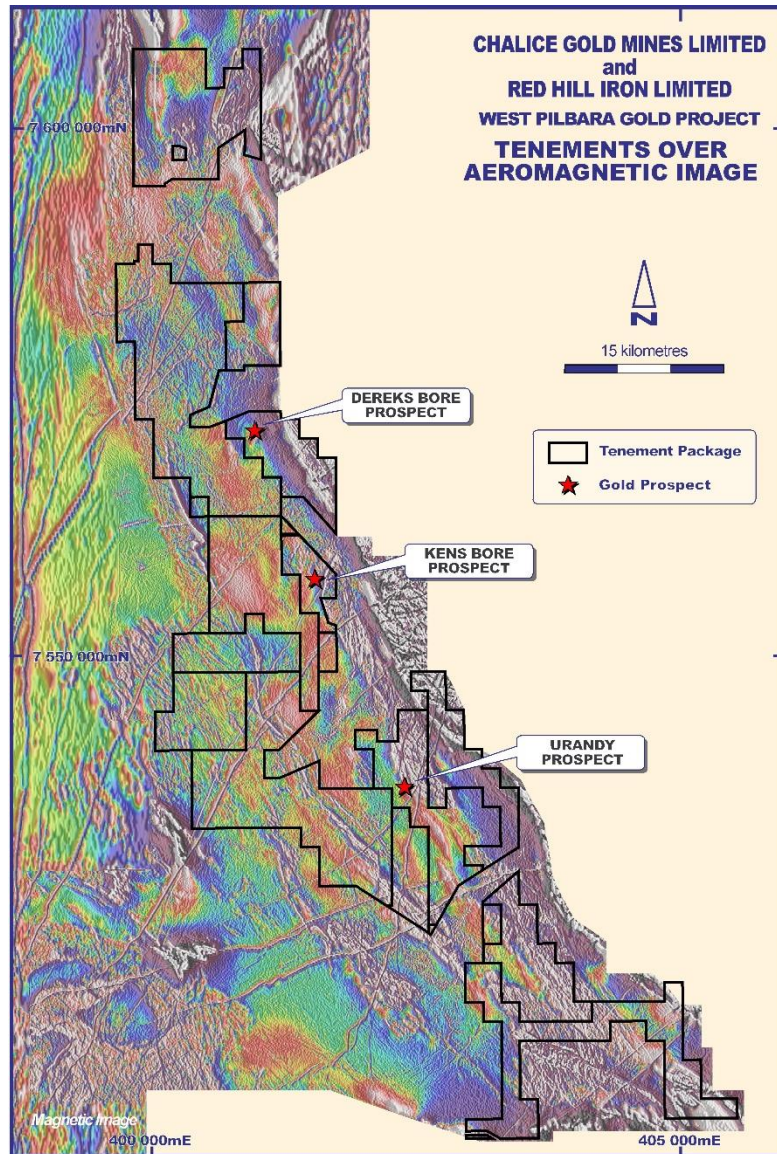 CHALICE GOLD MINES LIMITED
and
RED HILL IRON LIMITED
WEST PILBARA GOLD PROJECT
TENEMENTS OVER
AEROMAGNETIC IMAGE
7 600 000mN
N
15 kilometres
DEREKS BORE
PROSPECT
Tenement Package
Gold Prospect
KENS BORE
PROSPECT
7 550 000mN
URANDY
PROSPECT
Magnetic Image
400 000mE
405 000mE